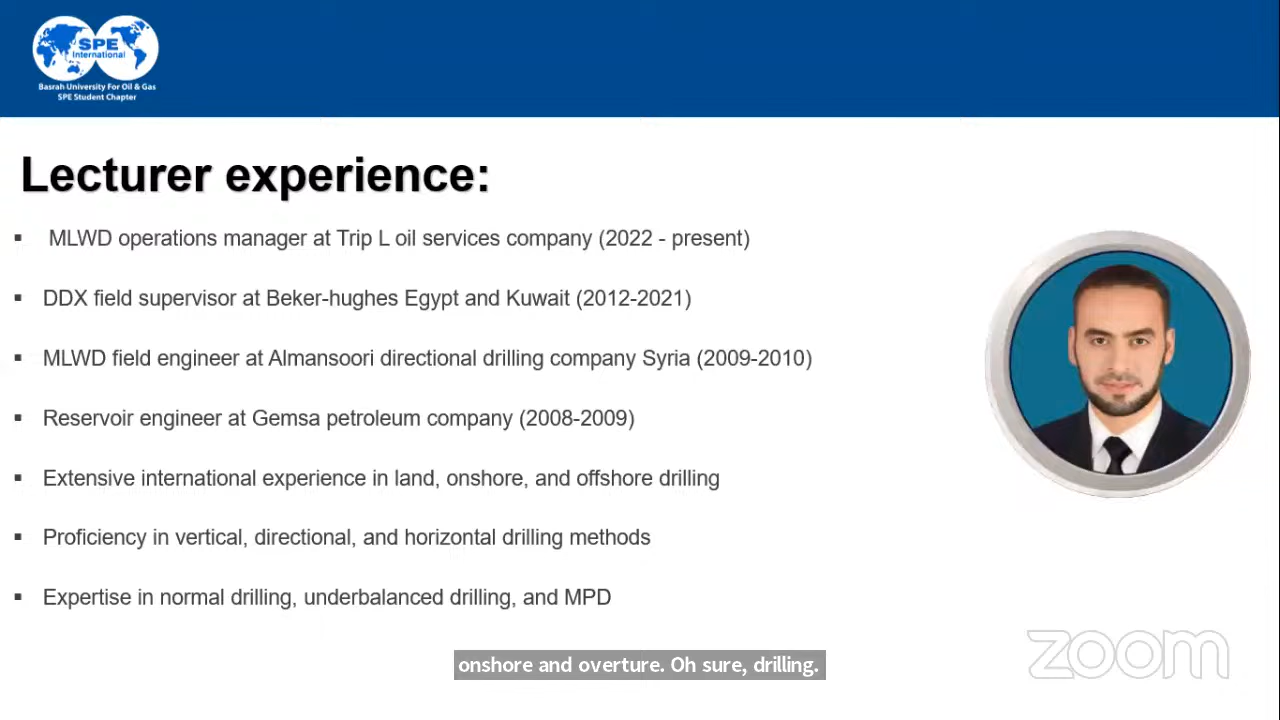 SPE
International
Basrah University For Oil & Gas
SPE Student Chapter
Lecturer experience:
▪ MLWD operations manager at Trip L oil services company (2022 - present)
▪ DDX field supervisor at Beker-hughes Egypt and Kuwait (2012-2021)
▪ MLWD field engineer at Almansoori directional drilling company Syria (2009-2010)
▪ Reservoir engineer at Gemsa petroleum company (2008-2009)
▪ Extensive international experience in land, onshore, and offshore drilling
▪ Proficiency in vertical, directional, and horizontal drilling methods
▪ Expertise in normal drilling, underbalanced drilling, and MPD
onshore and overture. Oh sure, drilling.
zoom